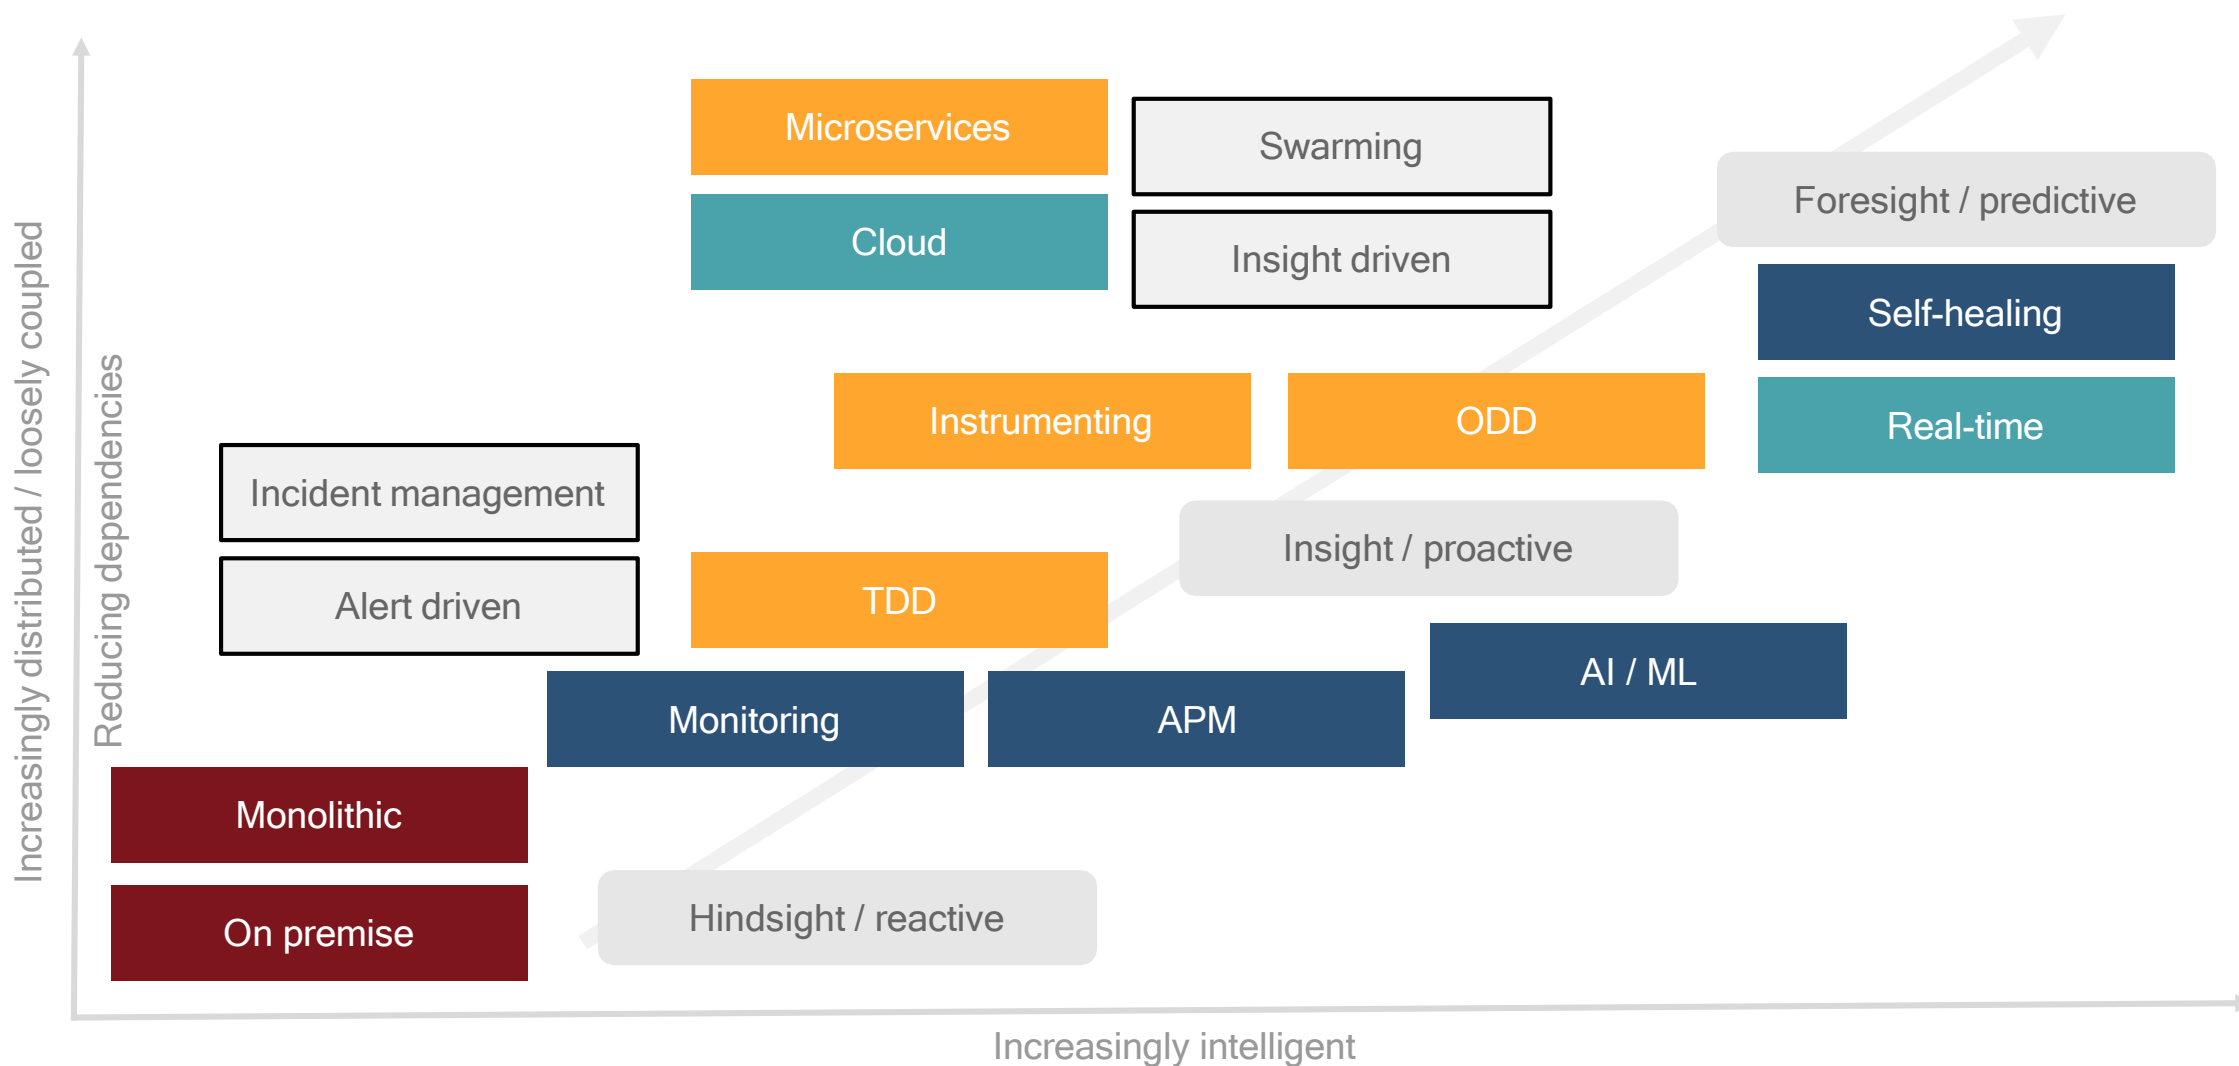 Microservices
Swarming
Foresight / predictive
Cloud
Insight driven
Self-healing
Instrumenting
ODD
Real-time
Incident management
Insight / proactive
Alert driven
TDD
AI / ML
Monitoring
APM
Monolithic
Hindsight / reactive
On premise
Increasingly distributed / loosely coupled
Reducing dependencies
Increasingly intelligent